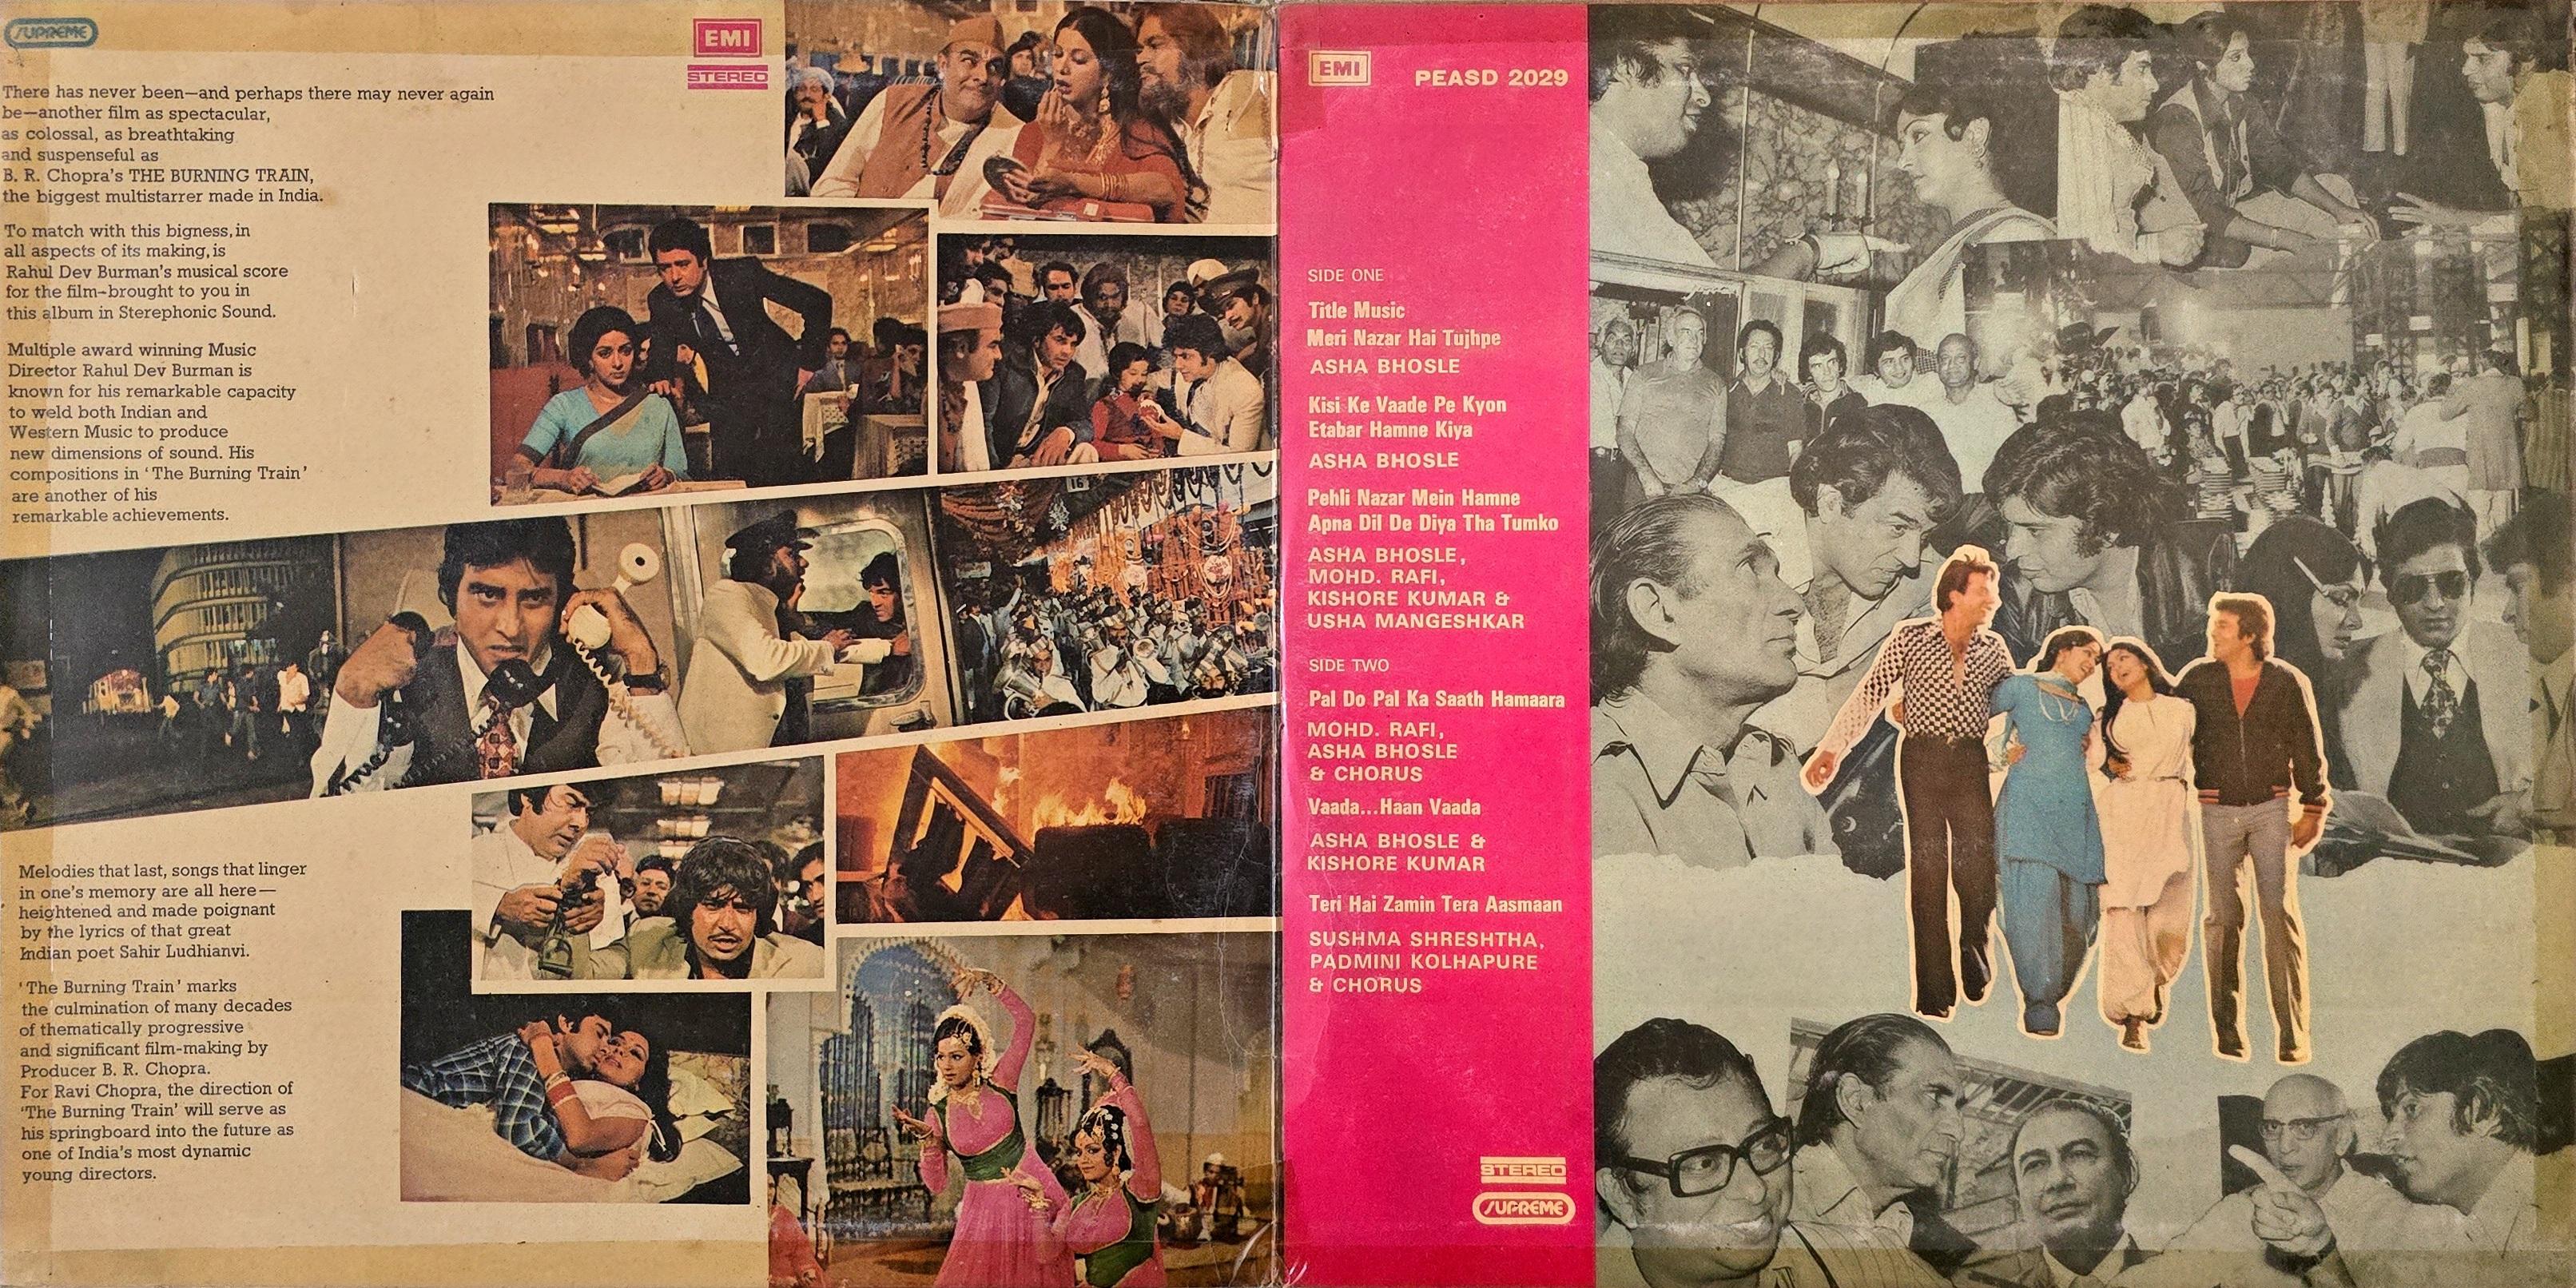 SUPREME
EMI
STEREO
There has never been—and perhaps there may never again
be—another film as spectacular,
as colossal, as breathtaking
and suspenseful as
B. R. Chopra's THE BURNING TRAIN,
the biggest multistarrer made in India.
To match with this bigness, in
all aspects of its making, is
Rahul Dev Burman's musical score
for the film-brought to you in
this album in Sterephonic Sound.
Multiple award winning Music
Director Rahul Dev Burman is
known for his remarkable capacity
to weld both Indian and
Western Music to produce
new dimensions of sound. His
compositions in 'The Burning Train'
are another of his
remarkable achievements.
16
Melodies that last, songs that linger
in one's memory are all here—
heightened and made poignant
by the lyrics of that great
Indian poet Sahir Ludhianvi.
'The Burning Train' marks
the culmination of many decades
of thematically progressive
and significant film-making by
Producer B. R. Chopra.
For Ravi Chopra, the direction of
'The Burning Train' will serve as
his springboard into the future as
one of India's most dynamic
young directors.
EMI
PEASD 2029
SIDE ONE
Title Music
Meri Nazar Hai Tujhpe
ASHA BHOSLE
Kisi Ke Vaade Pe Kyon
Etabar Hamne Kiya
ASHA BHOSLE
Pehli Nazar Mein Hamne
Apna Dil De Diya Tha Tumko
ASHA BHOSLE,
MOHD. RAFI,
KISHORE KUMAR &
USHA MANGESHKAR
SIDE TWO
Pal Do Pal Ka Saath Hamaara
MOHD. RAFI,
ASHA BHOSLE
& CHORUS
Vaada...Haan Vaada
ASHA BHOSLE &
KISHORE KUMAR
Teri Hai Zamin Tera Aasmaan
SUSHMA SHRESHTHA,
PADMINI KOLHAPURE
& CHORUS
STEREO
SUPREME